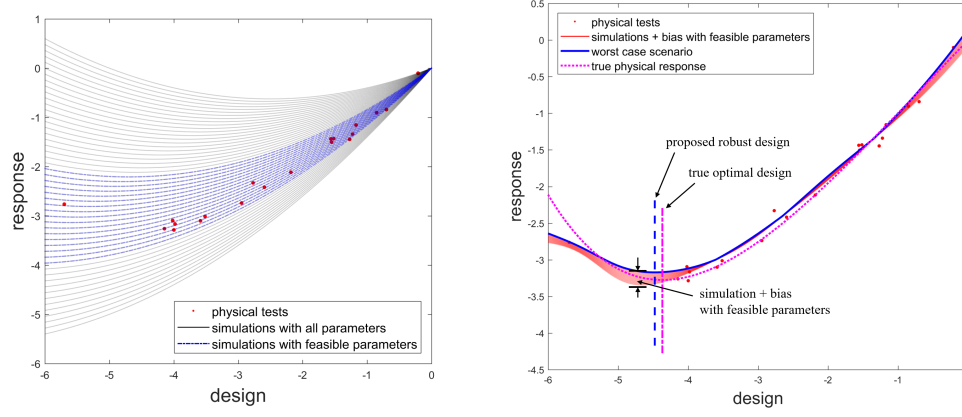 1
0
-1
-2
-3
-4
-5
-6
response
-6
-5
-4
-3
-2
-1
0
design
physical tests
simulations with all parameters
simulations with feasible parameters
0.5
0
-0.5
-1
-1.5
-2
-2.5
-3
-3.5
-4
-4.5
response
-6
-5
-4
-3
-2
-1
0
design
physical tests
simulations + bias with feasible parameters
worst case scenario
true physical response
proposed robust design
true optimal design
simulation + bias
with feasible parameters